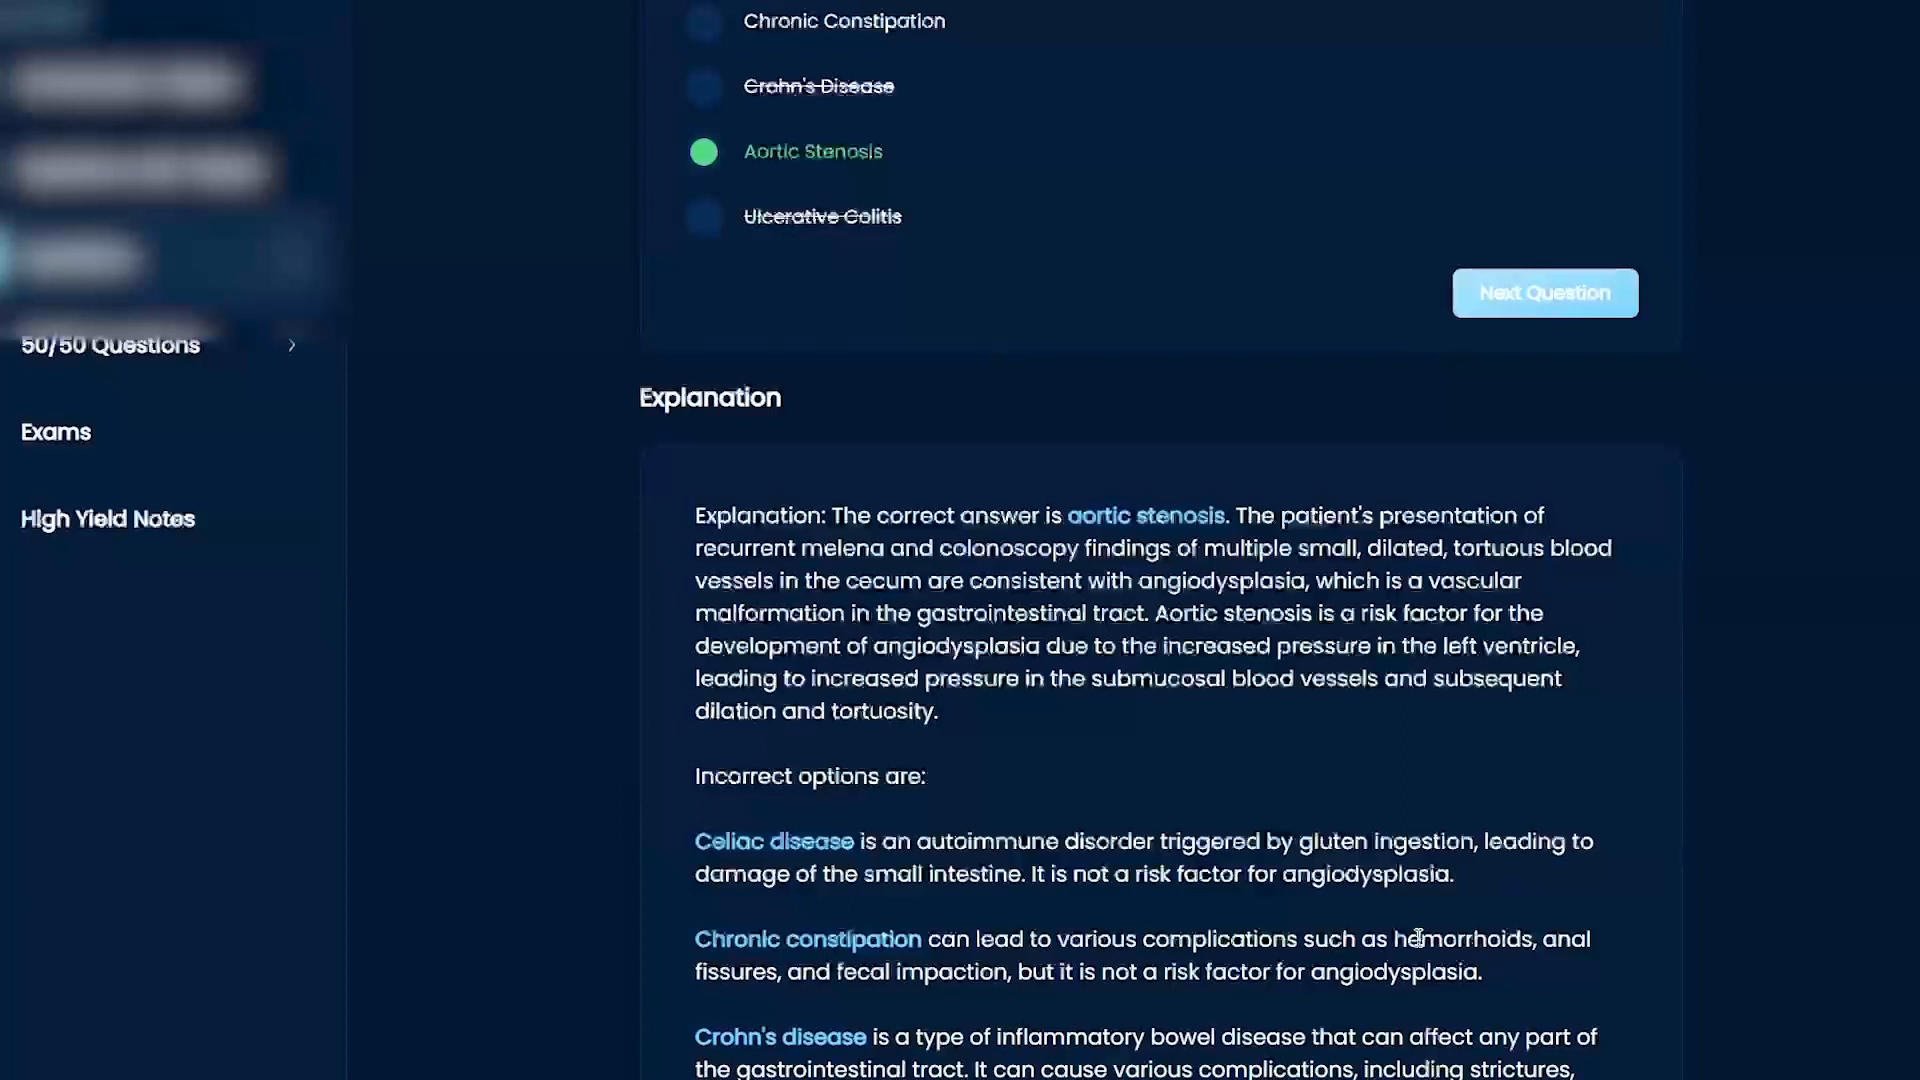 Chronic Constipation
Crohn's Disease
Aortic Stenosis
Ulcerative Colitis
Next Question
50/50 Questions
Exams
High Yield Notes
Explanation
Explanation: The correct answer is aortic stenosis. The patient's presentation of
recurrent melena and colonoscopy findings of multiple small, dilated, tortuous blood
vessels in the cecum are consistent with angiodysplasia, which is a vascular
malformation in the gastrointestinal tract. Aortic stenosis is a risk factor for the
development of angiodysplasia due to the increased pressure in the left ventricle,
leading to increased pressure in the submucosal blood vessels and subsequent
dilation and tortuosity.
Incorrect options are:
Celiac disease is an autoimmune disorder triggered by gluten ingestion, leading to
damage of the small intestine. It is not a risk factor for angiodysplasia.
Chronic constipation can lead to various complications such as hemorrhoids, anal
fissures, and fecal impaction, but it is not a risk factor for angiodysplasia.
Crohn's disease is a type of inflammatory bowel disease that can affect any part of
the gastrointestinal tract. It can cause various complications, including strictures,